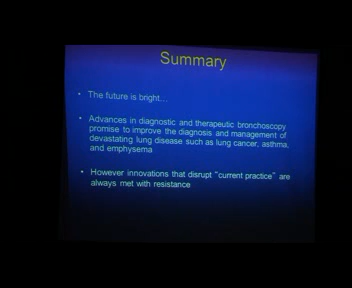 Summary
• The future is bright...
• Advances in diagnostic and therapeutic bronchoscopy
promise to improve the diagnosis and management of
devastating lung disease such as lung cancer, asthma,
and emphysema
• However innovations that disrupt "current practice" are
always met with resistance